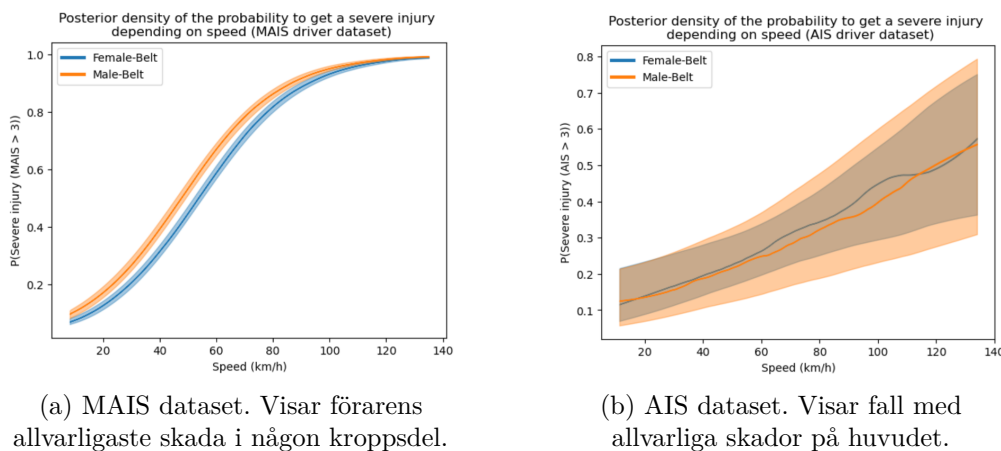 Posterior density of the probability to get a severe injury
depending on speed (MAIS driver dataset)
Female-Belt
Male-Belt
P(Severe injury (MAIS > 3))
1.0
0.8
0.6
0.4
0.2
20 40 60 80 100 120 140
Speed (km/h)
(a) MAIS dataset. Visar förarens
allvarligaste skada i någon kroppsdel.
Posterior density of the probability to get a severe injury
depending on speed (AIS driver dataset)
Female-Belt
Male-Belt
P(Severe injury (AIS > 3))
0.8
0.7
0.6
0.5
0.4
0.3
0.2
0.1
20 40 60 80 100 120 140
Speed (km/h)
(b) AIS dataset. Visar fall med
allvarliga skador på huvudet.